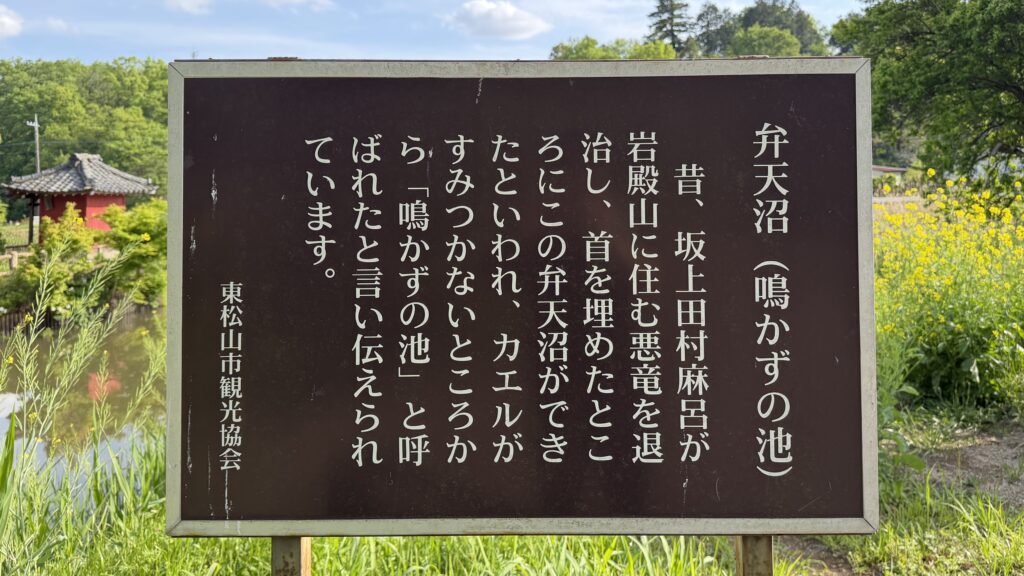 弁天沼（鳴かずの池）
昔、坂上田村麻呂が
岩殿山に住む悪竜を退
治し、首を埋めたとこ
ろにこの弁天沼ができ
たといわれ、カエルが
すみつかないところか
ら「鳴かずの池」と呼
ばれたと言い伝えられ
ています。
東松山市観光協会